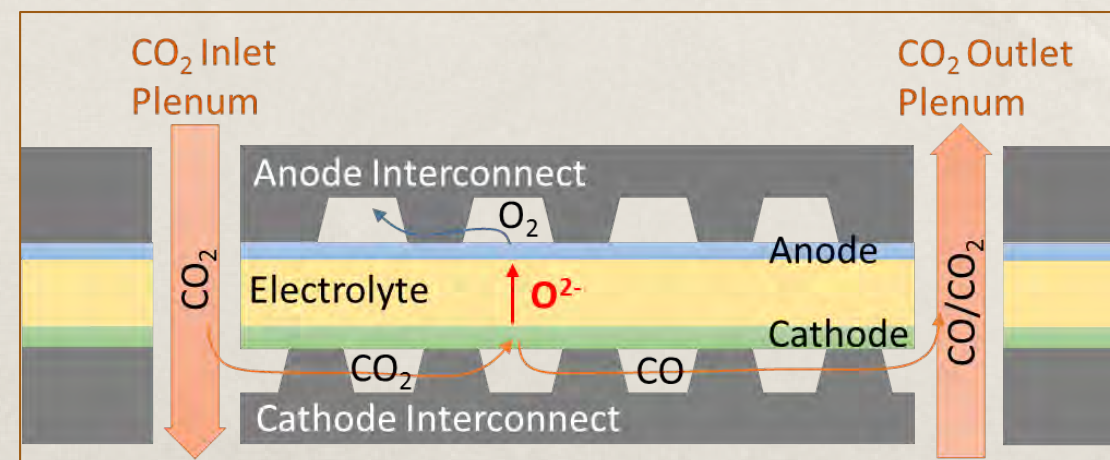 CO₂ Inlet
Plenum
CO₂ Outlet
Plenum
Anode Interconnect
O₂
Anode
CO₂
Electrolyte
O²⁻
CO/CO₂
Cathode
CO₂
CO
Cathode Interconnect